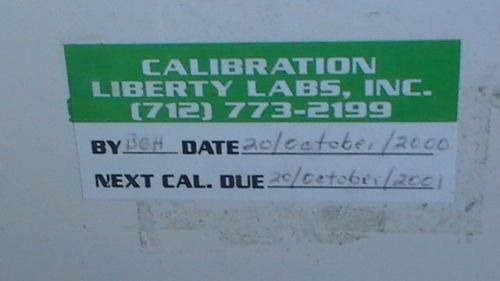 CALIBRATION
LIBERTY LABS, INC.
(712) 773-2199
BY BGH DATE 20/October/2000
NEXT CAL. DUE 20/October/2001